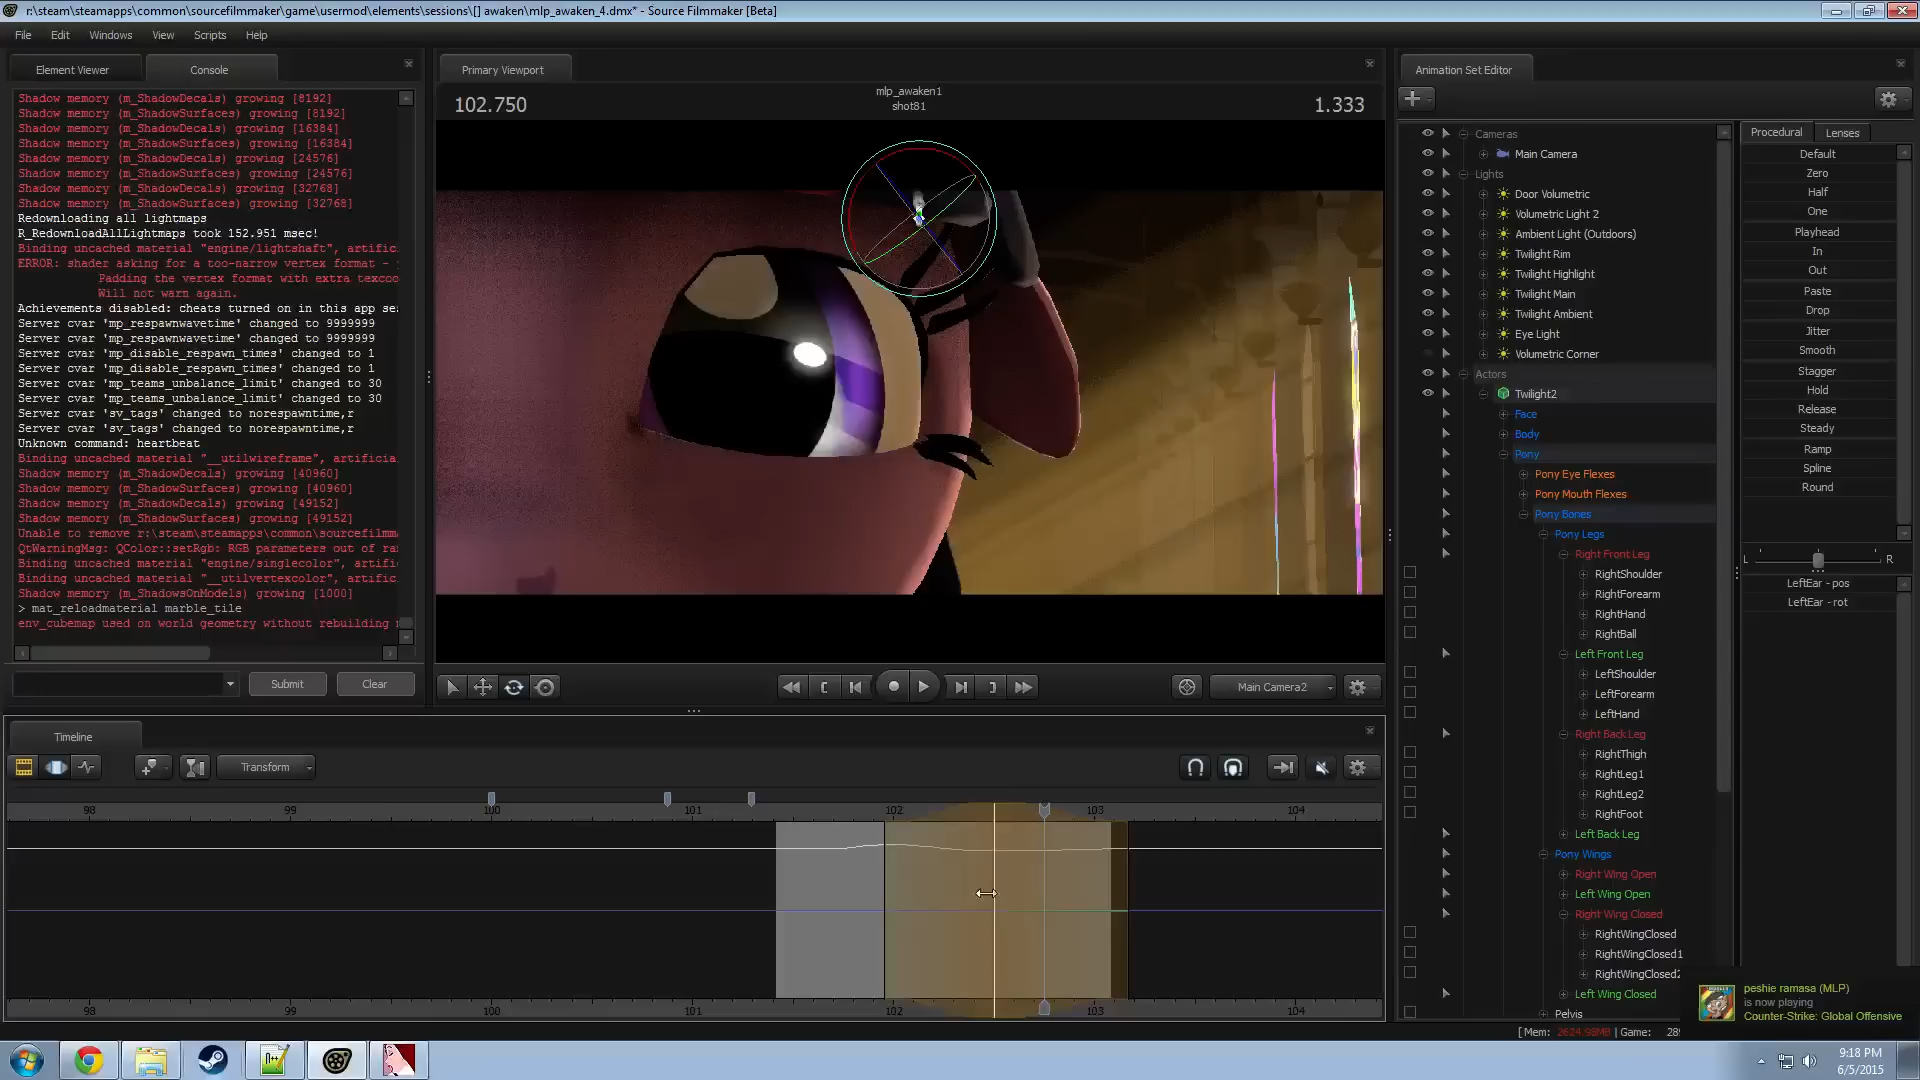 r:\steam\steamapps\common\sourcefilmmaker\game\usermod\elements\sessions\[] awaken\mlp_awaken_4.dmx* - Source Filmmaker [Beta]
File Edit Windows View Scripts Help
Element Viewer
Console
Shadow memory (m_ShadowDecals) growing [8192]
Shadow memory (m_ShadowSurfaces) growing [8192]
Shadow memory (m_ShadowDecals) growing [16384]
Shadow memory (m_ShadowSurfaces) growing [16384]
Shadow memory (m_ShadowDecals) growing [24576]
Shadow memory (m_ShadowSurfaces) growing [24576]
Shadow memory (m_ShadowDecals) growing [32768]
Shadow memory (m_ShadowSurfaces) growing [32768]
Redownloading all lightmaps
R_RedownloadAllLightmaps took 152.951 msec!
Binding uncached material "engine/lightshaft", artific
ERROR: shader asking for a too-narrow vertex format -
Padding the vertex format with extra texcoo
Will not warn again.
Achievements disabled: cheats turned on in this app se
Server cvar 'mp_respawnwavetime' changed to 9999999
Server cvar 'mp_respawnwavetime' changed to 9999999
Server cvar 'mp_disable_respawn_times' changed to 1
Server cvar 'mp_disable_respawn_times' changed to 1
Server cvar 'mp_teams_unbalance_limit' changed to 30
Server cvar 'mp_teams_unbalance_limit' changed to 30
Server cvar 'sv_tags' changed to norespawntime,r
Server cvar 'sv_tags' changed to norespawntime,r
Unknown command: heartbeat
Binding uncached material "__utilwireframe", artificia
Shadow memory (m_ShadowDecals) growing [40960]
Shadow memory (m_ShadowSurfaces) growing [40960]
Shadow memory (m_ShadowDecals) growing [49152]
Shadow memory (m_ShadowSurfaces) growing [49152]
Unable to remove r:\steam\steamapps\common\sourcefilmm
QtWarningMsg: QColor::setRgb: RGB parameters out of ra
Binding uncached material "engine/singlecolor", artific
Binding uncached material "__utilvertexcolor", artific
Shadow memory (m_ShadowsOnModels) growing [1000]
> mat_reloadmaterial marble_tile
env_cubemap used on world geometry without rebuilding
Submit
Clear
Primary Viewport
102.750
mlp_awaken1
shot81
1.333
Main Camera2
Timeline
Transform
98 99 100 101 102 103 104
98 99 100 101 102 103 104
Animation Set Editor
Cameras
Main Camera
Lights
Door Volumetric
Volumetric Light 2
Ambient Light (Outdoors)
Twilight Rim
Twilight Highlight
Twilight Main
Twilight Ambient
Eye Light
Volumetric Corner
Actors
Twilight2
Face
Body
Pony
Pony Eye Flexes
Pony Mouth Flexes
Pony Bones
Pony Legs
Right Front Leg
RightShoulder
RightForearm
RightHand
RightBall
Left Front Leg
LeftShoulder
LeftForearm
LeftHand
Right Back Leg
RightThigh
RightLeg1
RightLeg2
RightFoot
Left Back Leg
Pony Wings
Right Wing Open
Left Wing Open
Right Wing Closed
RightWingClosed
RightWingClosed1
RightWingClosed2
Left Wing Closed
Pelvis
Procedural
Lenses
Default
Zero
Half
One
Playhead
In
Out
Paste
Drop
Jitter
Smooth
Stagger
Hold
Release
Steady
Ramp
Spline
Round
L
R
LeftEar - pos
LeftEar - rot
peshie ramasa (MLP)
is now playing
Counter-Strike: Global Offensive
[ Mem: 2624.98MB | Game: 28
9:18 PM
6/5/2015